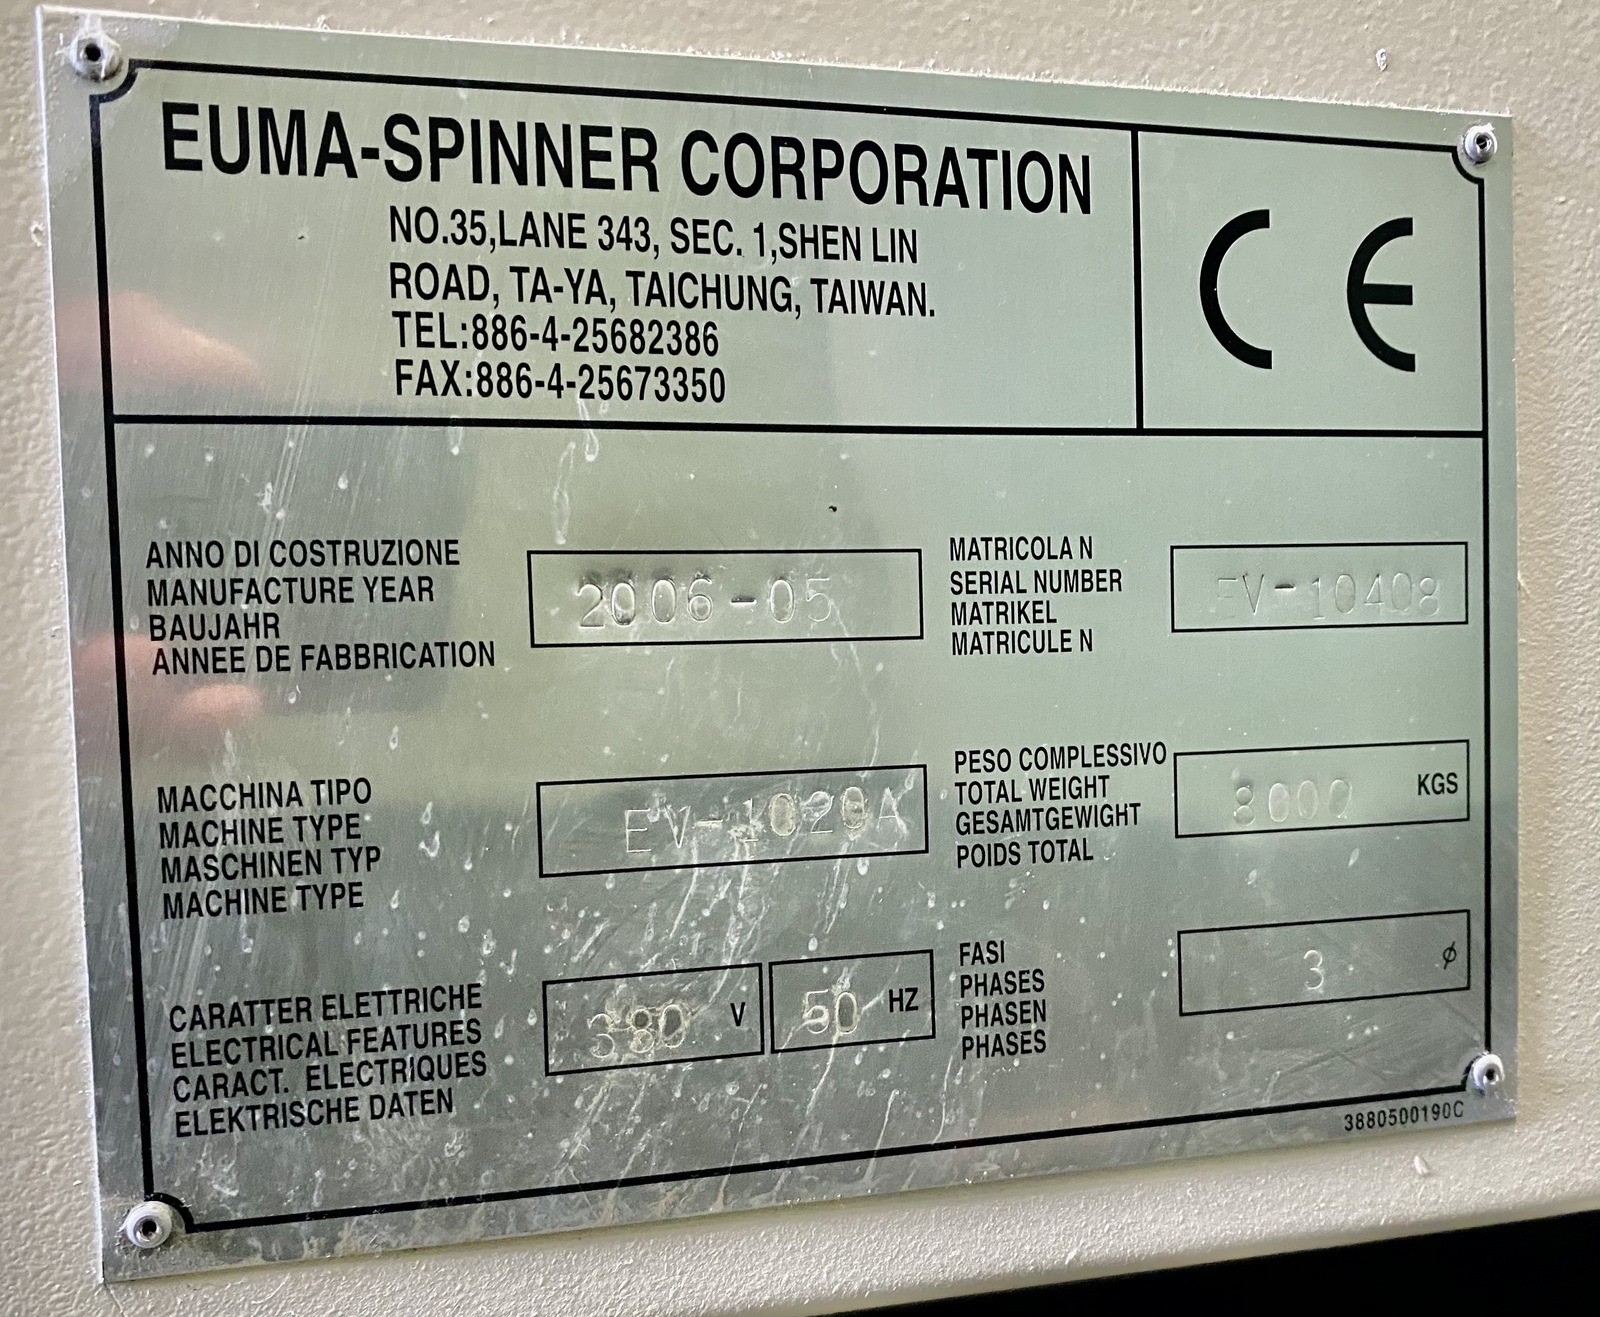 EUMA-SPINNER CORPORATION
NO.35,LANE 343, SEC. 1,SHEN LIN
ROAD, TA-YA, TAICHUNG, TAIWAN.
TEL:886-4-25682386
FAX:886-4-25673350
CE
ANNO DI COSTRUZIONE
MANUFACTURE YEAR
BAUJAHR
ANNEE DE FABBRICATION
2006-05
MATRICOLA N
SERIAL NUMBER
MATRIKEL
MATRICULE N
EV-10408
MACCHINA TIPO
MACHINE TYPE
MASCHINEN TYP
MACHINE TYPE
EV-1020A
PESO COMPLESSIVO
TOTAL WEIGHT
GESAMTGEWIGHT
POIDS TOTAL
8000 KGS
CARATTER ELETTRICHE
ELECTRICAL FEATURES
CARACT. ELECTRIQUES
ELEKTRISCHE DATEN
380 V
50 HZ
FASI
PHASES
PHASEN
PHASES
3 ϕ
3880500190C